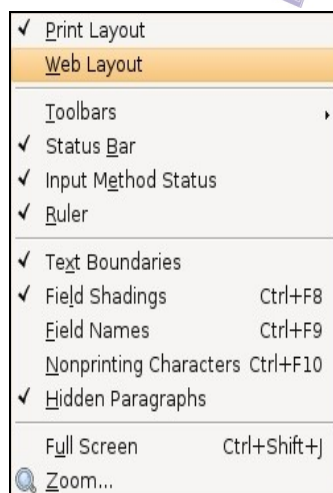 Print Layout
Web Layout
Toolbars
Status Bar
Input Method Status
Ruler
Text Boundaries
Field Shadings Ctrl+F8
Field Names Ctrl+F9
Nonprinting Characters Ctrl+F10
Hidden Paragraphs
Full Screen Ctrl+Shift+J
Zoom...